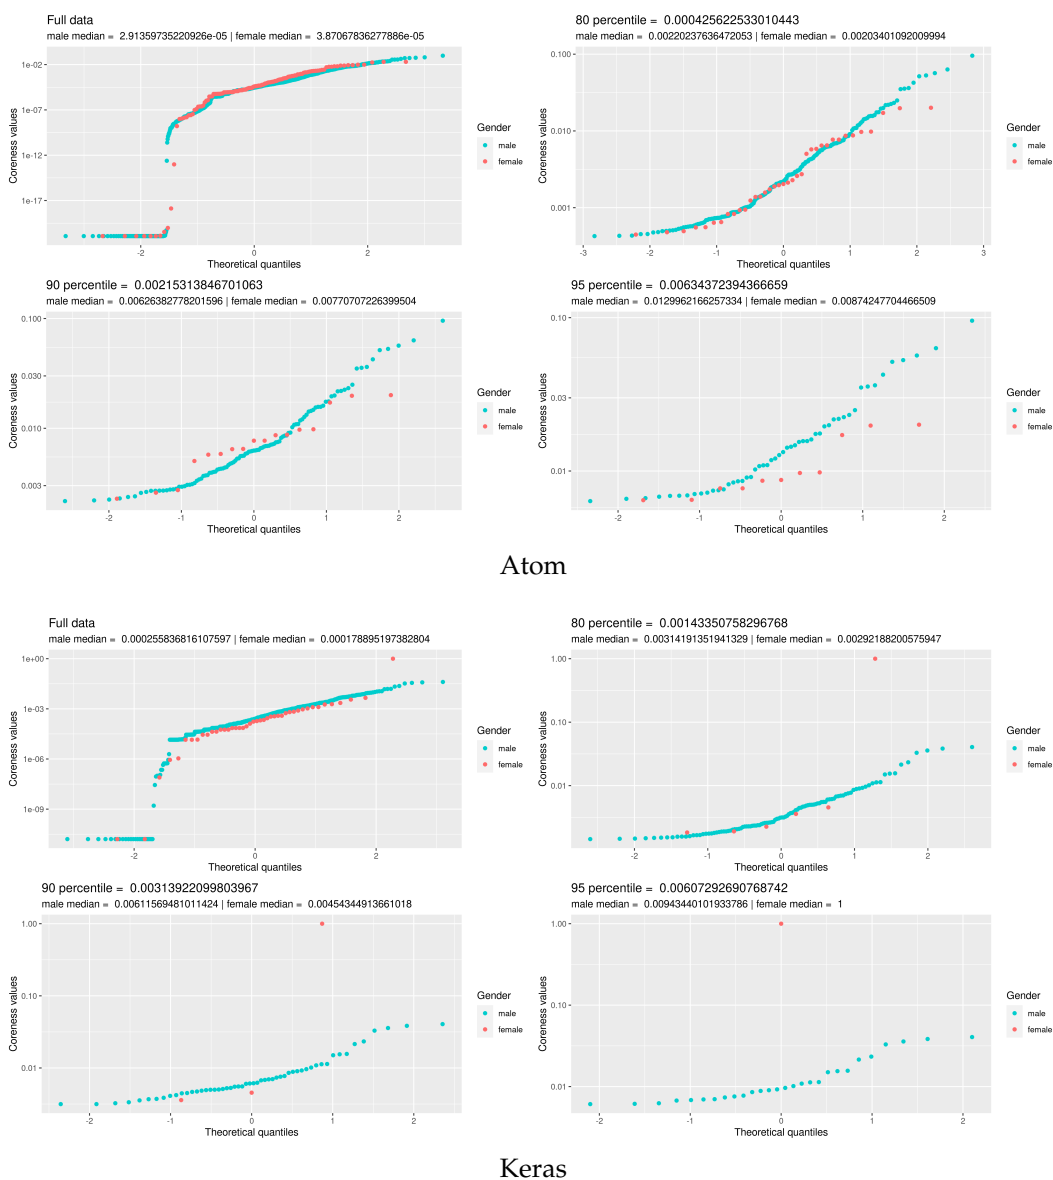 Full data
male median = 2.91359735220926e-05 | female median = 3.87067836277886e-05
1e-02
1e-07
1e-12
1e-17
Coreness values
-2
0
2
Theoretical quantiles
Gender
male
female
80 percentile = 0.000425622533010443
male median = 0.00220237636472053 | female median = 0.00203401092009994
0.100
0.010
0.001
Coreness values
-3
-2
-1
0
1
2
3
Theoretical quantiles
Gender
male
female
90 percentile = 0.00215313846701063
male median = 0.00626382778201596 | female median = 0.00770707226399504
0.100
0.030
0.010
0.003
Coreness values
-2
-1
0
1
2
Theoretical quantiles
Gender
male
female
95 percentile = 0.00634372394366659
male median = 0.0129962166257334 | female median = 0.00874247704466509
0.10
0.03
0.01
Coreness values
-2
-1
0
1
2
Theoretical quantiles
Gender
male
female
Atom
Full data
male median = 0.000255836816107597 | female median = 0.000178895197382804
1e+00
1e-03
1e-06
1e-09
Coreness values
-2
0
2
Theoretical quantiles
Gender
male
female
80 percentile = 0.00143350758296768
male median = 0.00314191351941329 | female median = 0.00292188200575947
1.00
0.10
0.01
Coreness values
-2
-1
0
1
2
Theoretical quantiles
Gender
male
female
90 percentile = 0.00313922099803967
male median = 0.00611569481011424 | female median = 0.00454344913661018
1.00
0.10
0.01
Coreness values
-2
-1
0
1
2
Theoretical quantiles
Gender
male
female
95 percentile = 0.00607292690768742
male median = 0.00943440101933786 | female median = 1
1.00
0.10
0.01
Coreness values
-2
-1
0
1
2
Theoretical quantiles
Gender
male
female
Keras